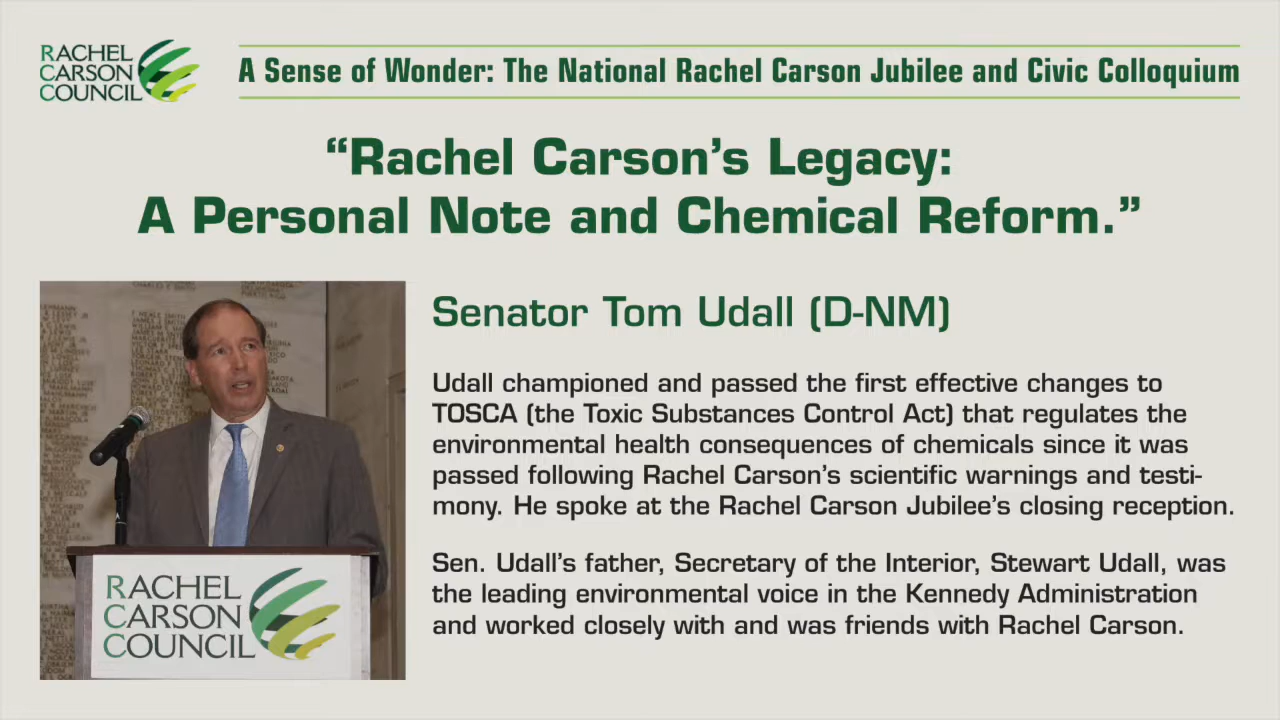 RACHEL
CARSON
COUNCIL
A Sense of Wonder: The National Rachel Carson Jubilee and Civic Colloquium
“Rachel Carson’s Legacy:
A Personal Note and Chemical Reform.”
Senator Tom Udall (D-NM)
Udall championed and passed the first effective changes to
TOSCA (the Toxic Substances Control Act) that regulates the
environmental health consequences of chemicals since it was
passed following Rachel Carson’s scientific warnings and testi-
mony. He spoke at the Rachel Carson Jubilee’s closing reception.
Sen. Udall’s father, Secretary of the Interior, Stewart Udall, was
the leading environmental voice in the Kennedy Administration
and worked closely with and was friends with Rachel Carson.
RACHEL
CARSON
COUNCIL